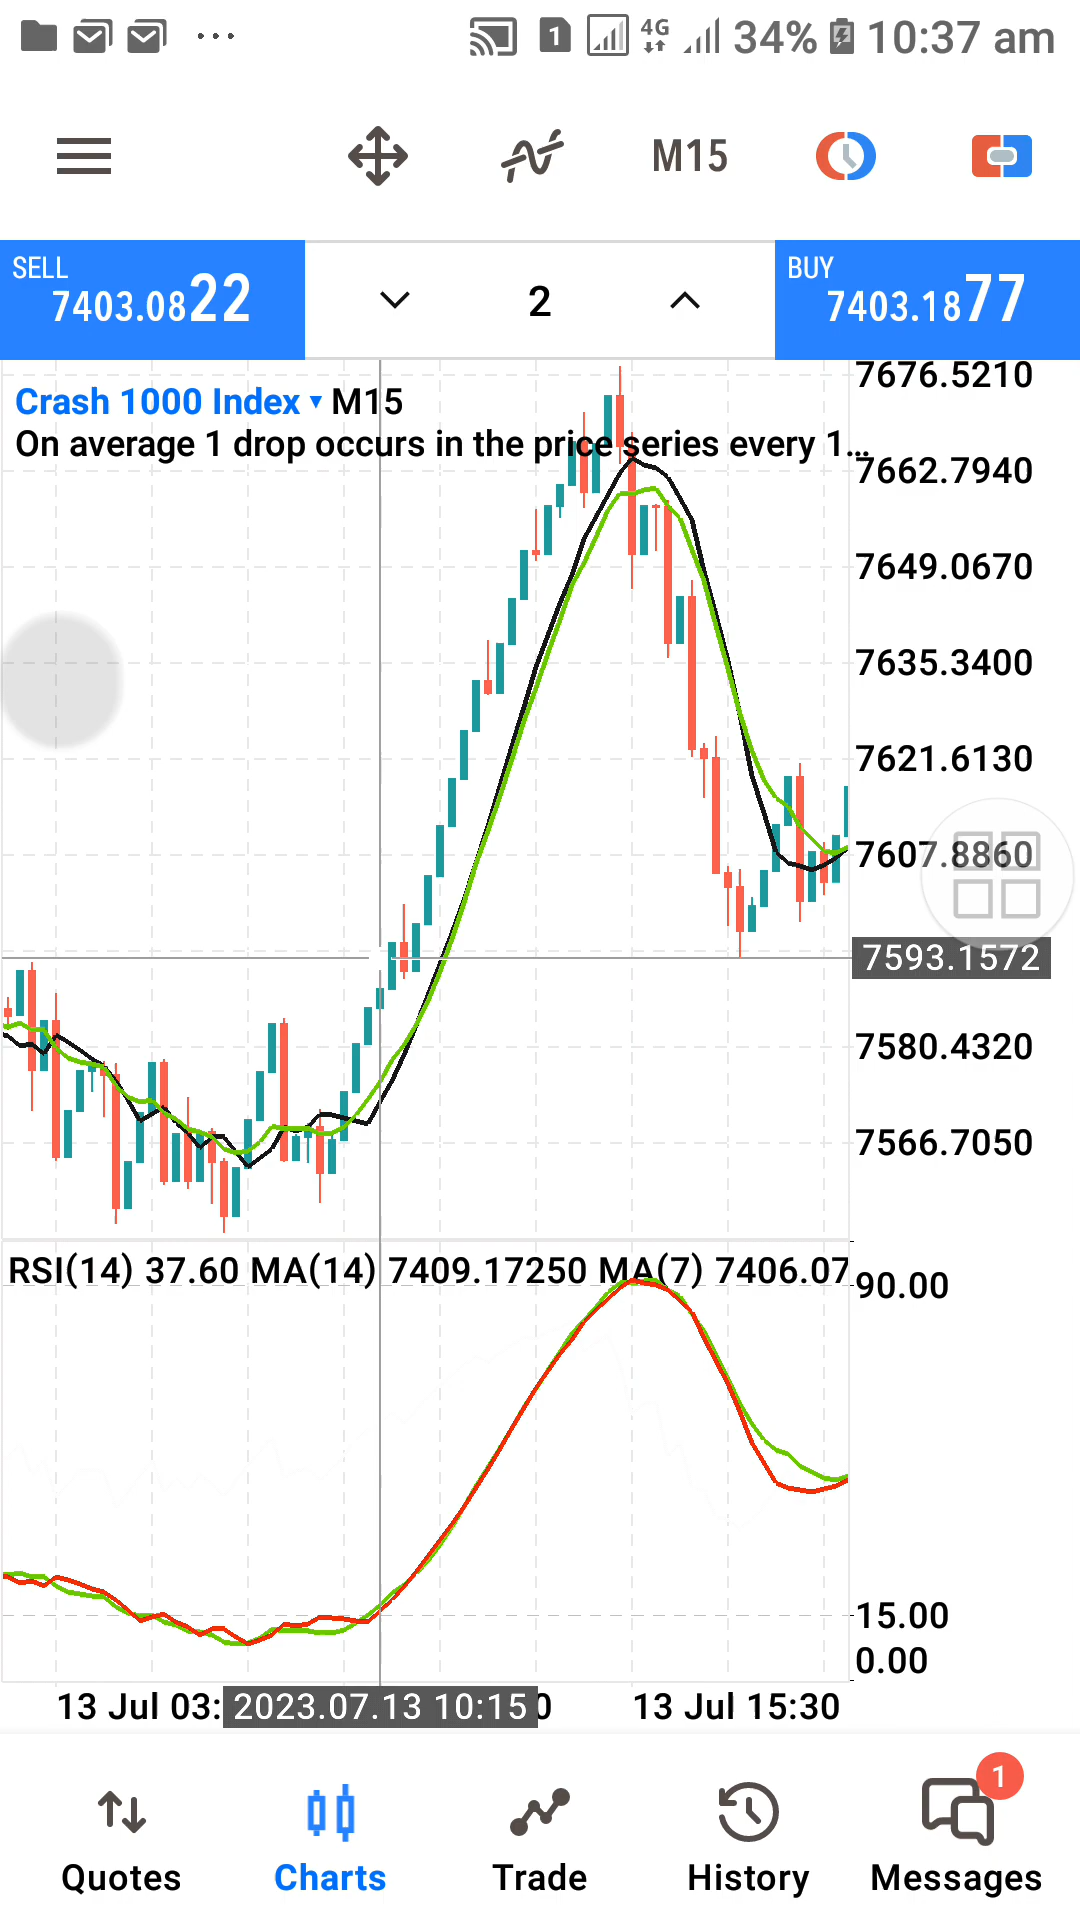 34% 10:37 am
1
4G
M15
SELL
7403.0822
2
BUY
7403.1877
Crash 1000 Index ▾ M15
On average 1 drop occurs in the price series every 1...
7676.5210
7662.7940
7649.0670
7635.3400
7621.6130
7607.8860
7593.1572
7580.4320
7566.7050
RSI(14) 37.60 MA(14) 7409.17250 MA(7) 7406.07
90.00
15.00
0.00
13 Jul 03: 2023.07.13 10:15 0 13 Jul 15:30
1
Quotes Charts Trade History Messages